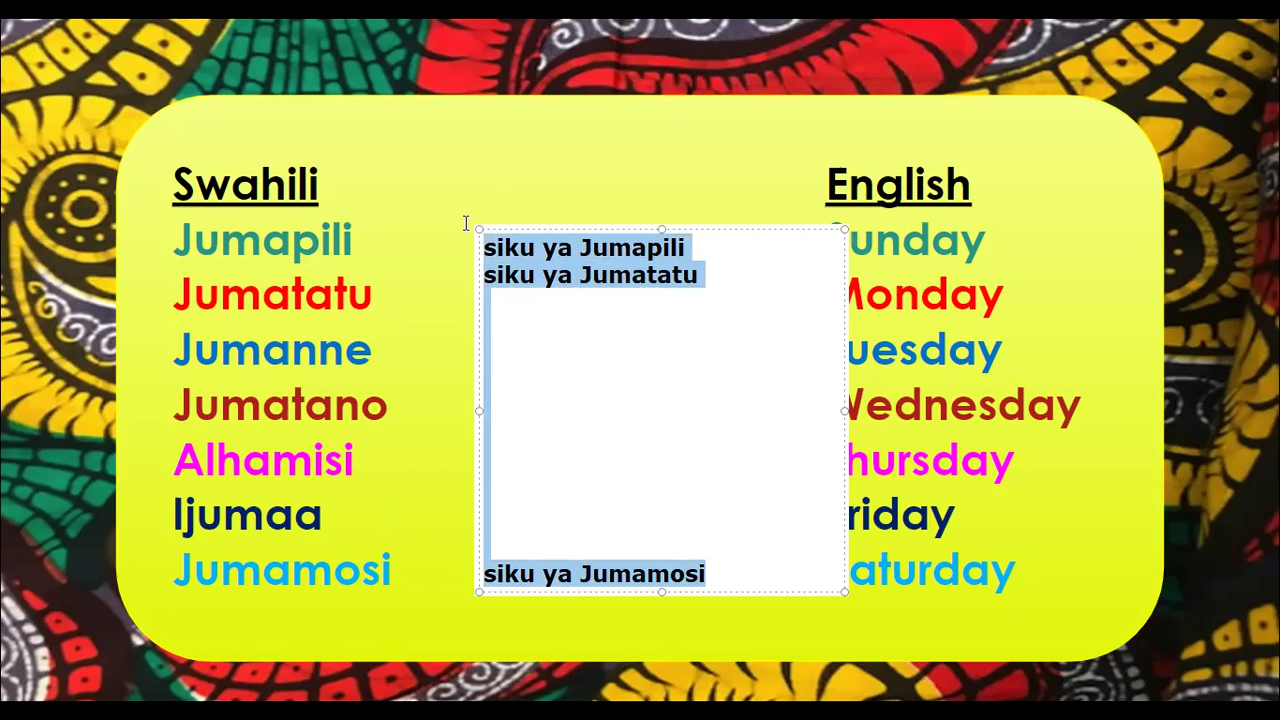 Swahili English
Jumapili unday
siku ya Jumapili
Jumatatu Monday
siku ya Jumatatu
Jumanne uesday
Jumatano Wednesday
Alhamisi hursday
Ijumaa riday
Jumamosi aturday
siku ya Jumamosi